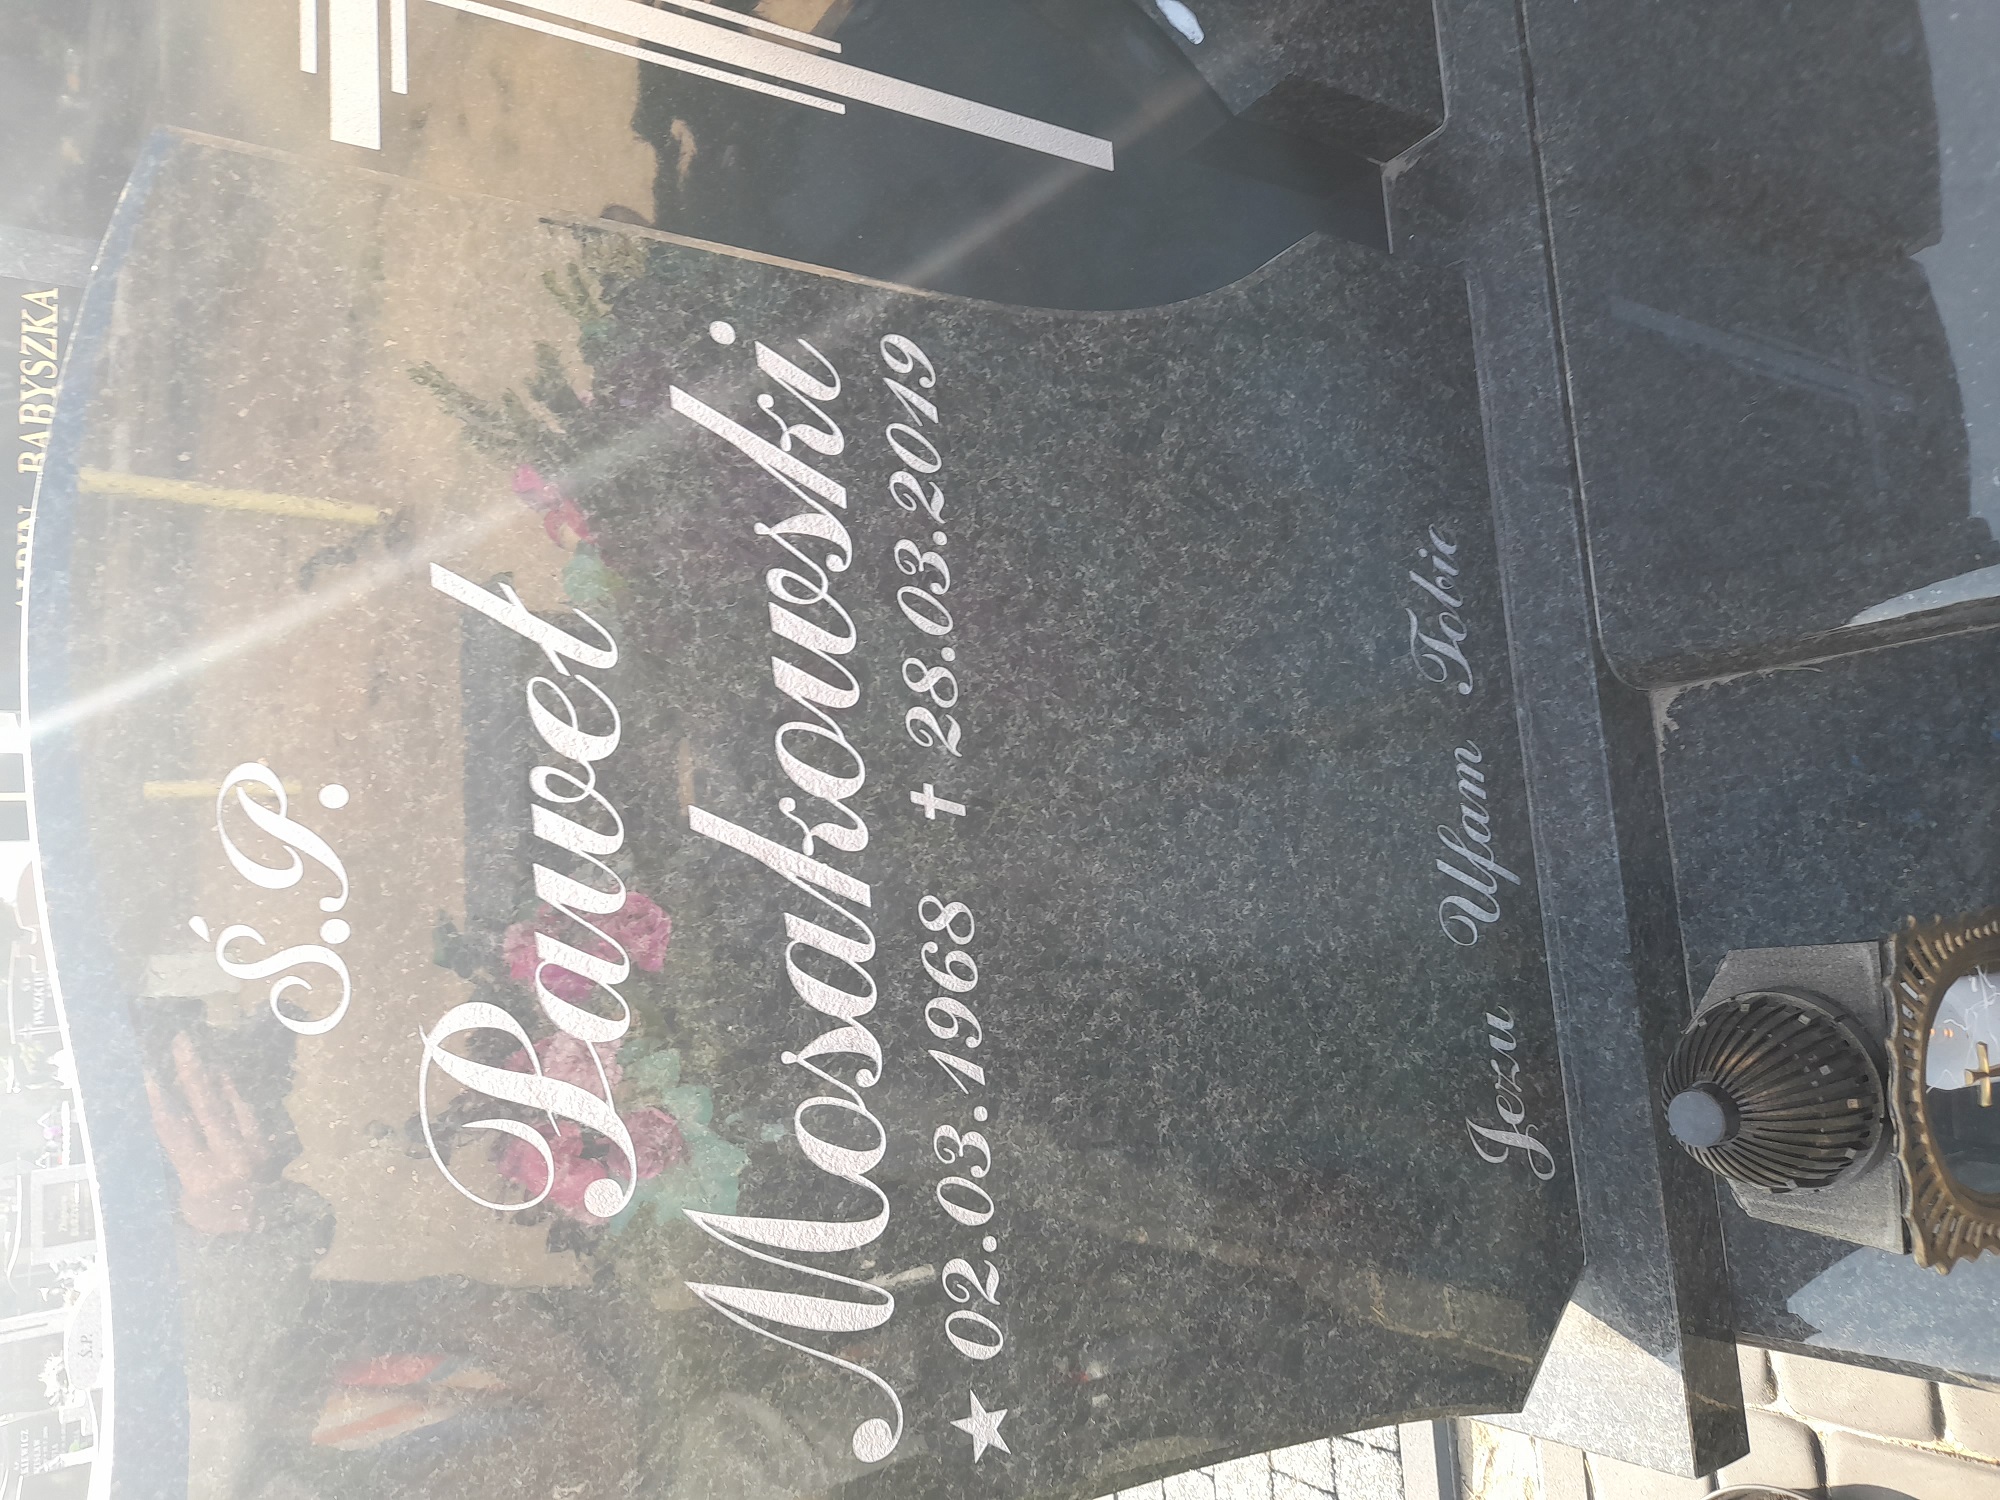 Ś.P.
Paweł
Mosakowski
★ 02.03.1968 ✝ 28.03.2019
Jezu Ufam Tobie
BABYSZKA
Ś.P.